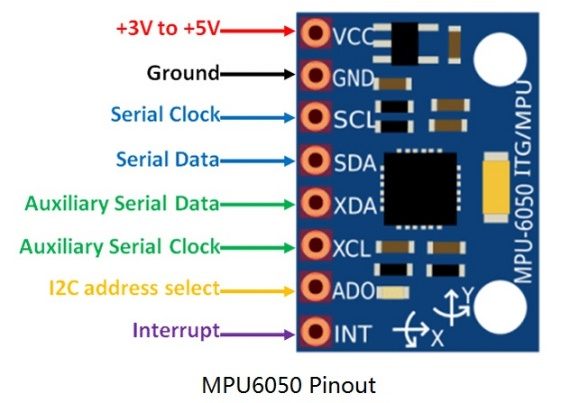 +3V to +5V VCC
Ground GND
Serial Clock SCL
Serial Data SDA
Auxiliary Serial Data XDA
Auxiliary Serial Clock XCL
I2C address select ADO
Interrupt INT
X
Y
MPU-6050 ITG/MPU
MPU6050 Pinout